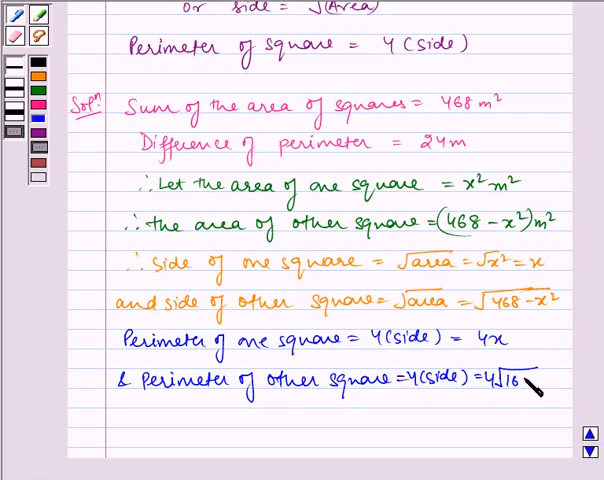 Or side = √(Area)
Perimeter of square = 4 (Side)
Solⁿ Sum of the area of squares = 468 m²
Difference of perimeter = 24m
∴ Let the area of one square = x² m²
∴ the area of other square = (468 - x²) m²
∴ Side of one square = √area = √x² = x
and side of other square = √area = √468-x²
Perimeter of one square = 4(side) = 4x
& Perimeter of other square = 4(side) = 4√16